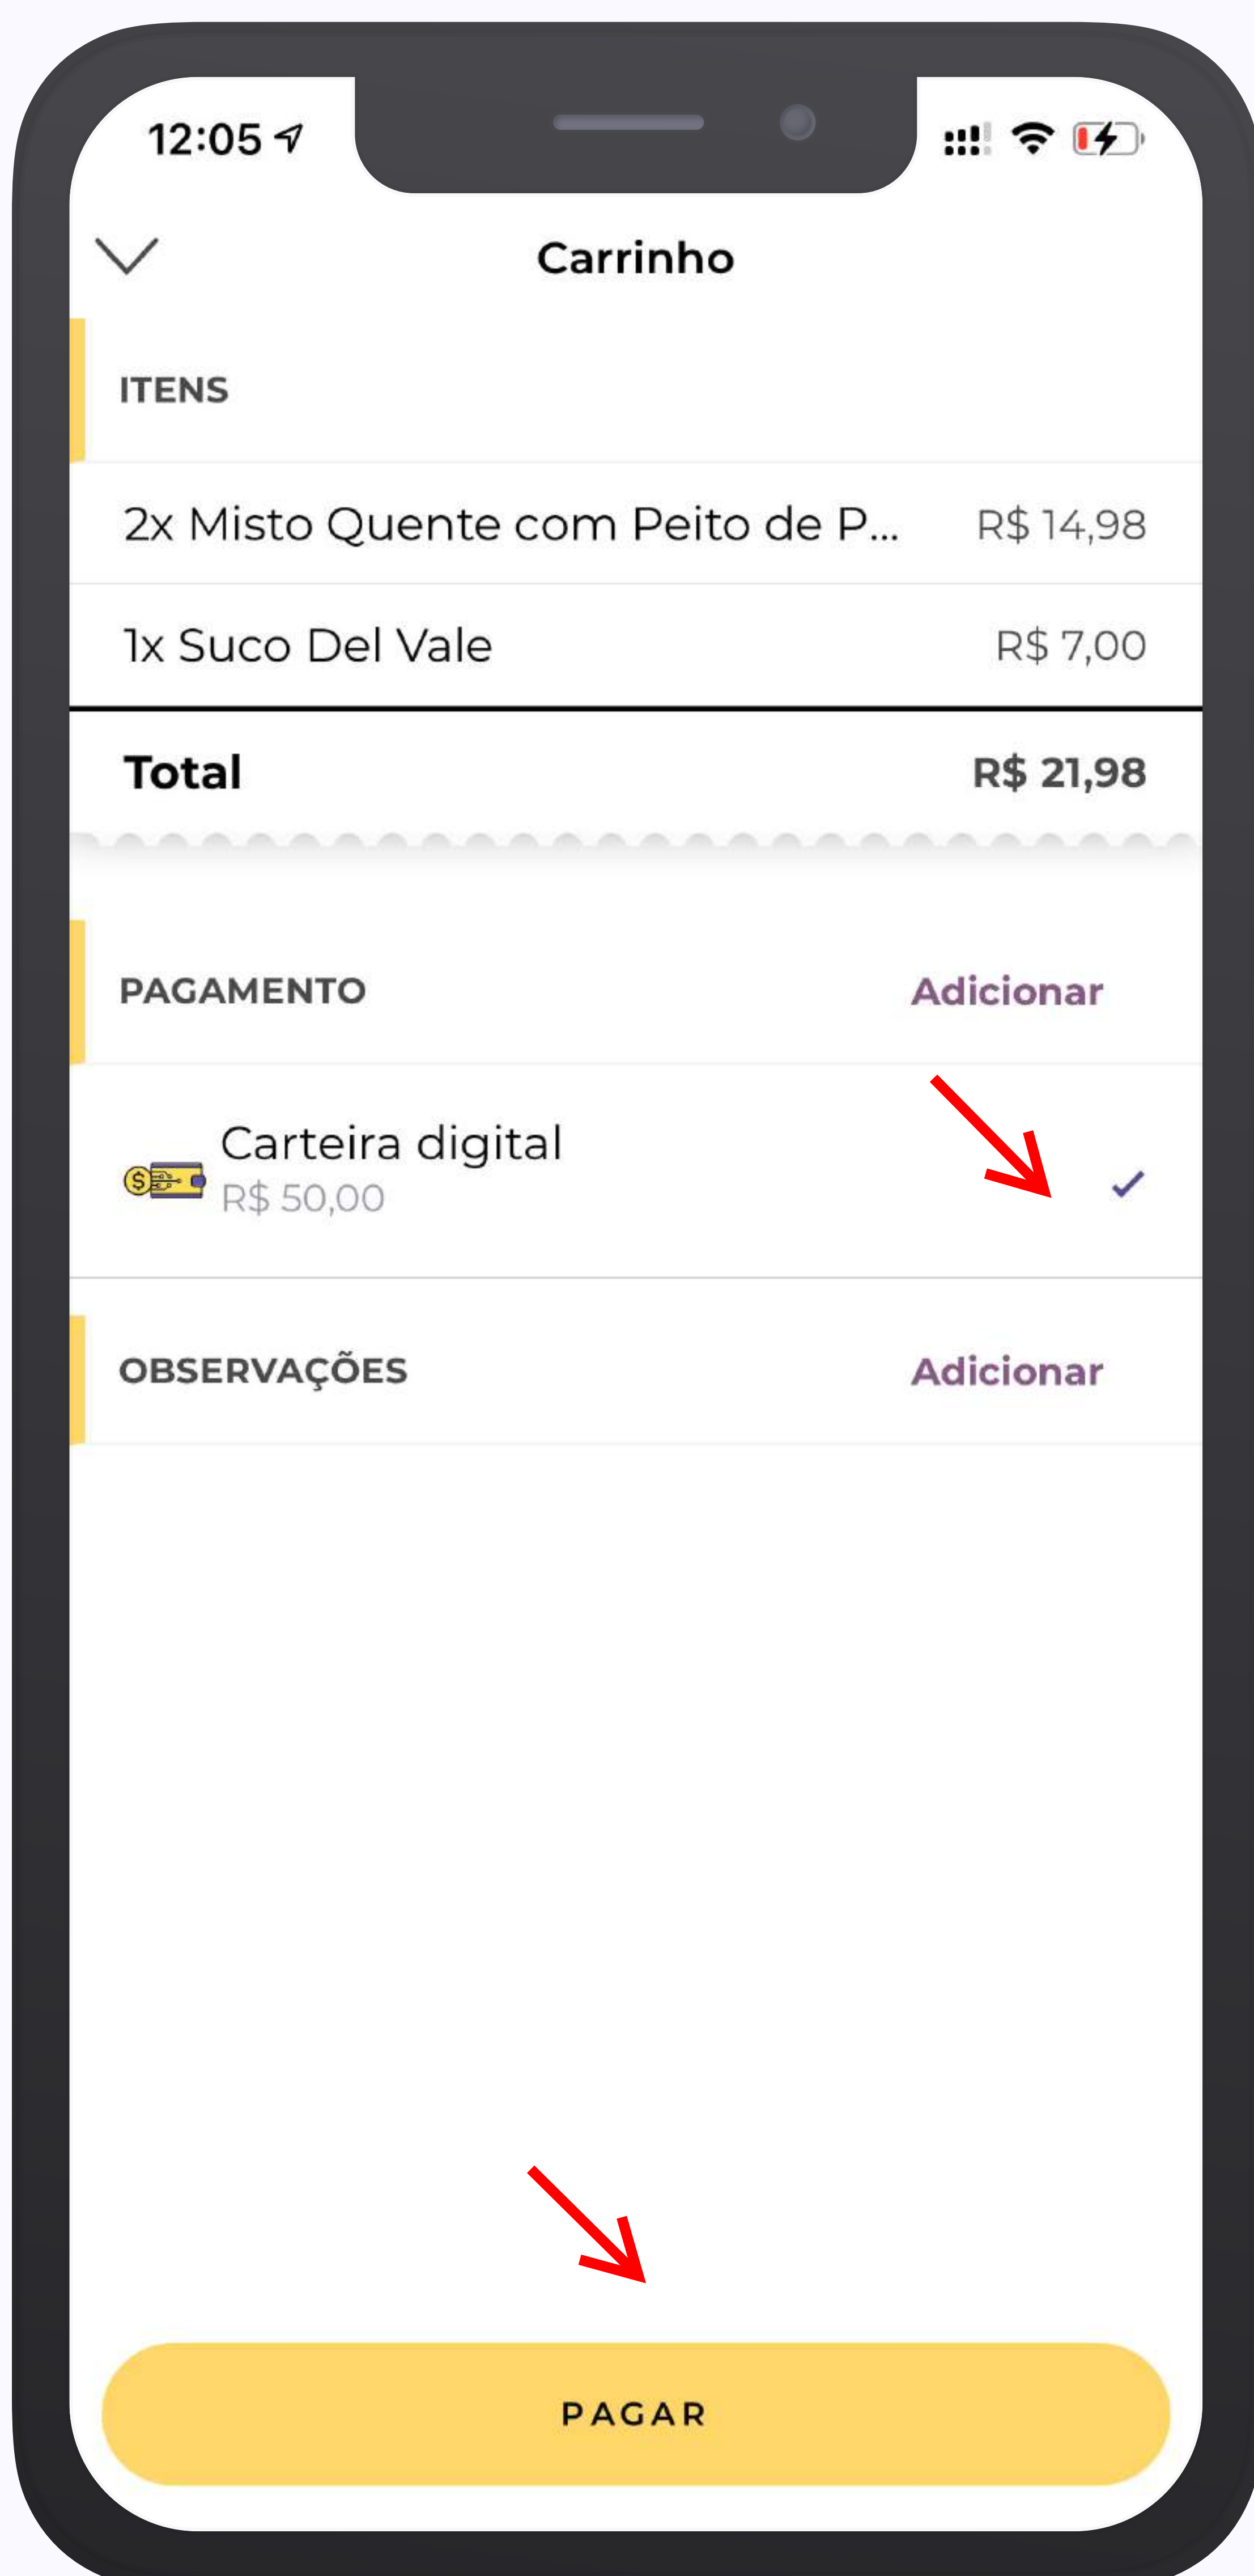 12:05
Carrinho
ITENS
2x Misto Quente com Peito de P... R$ 14,98
1x Suco Del Vale R$ 7,00
Total R$ 21,98
PAGAMENTO Adicionar
Carteira digital
R$ 50,00
OBSERVAÇÕES Adicionar
PAGAR